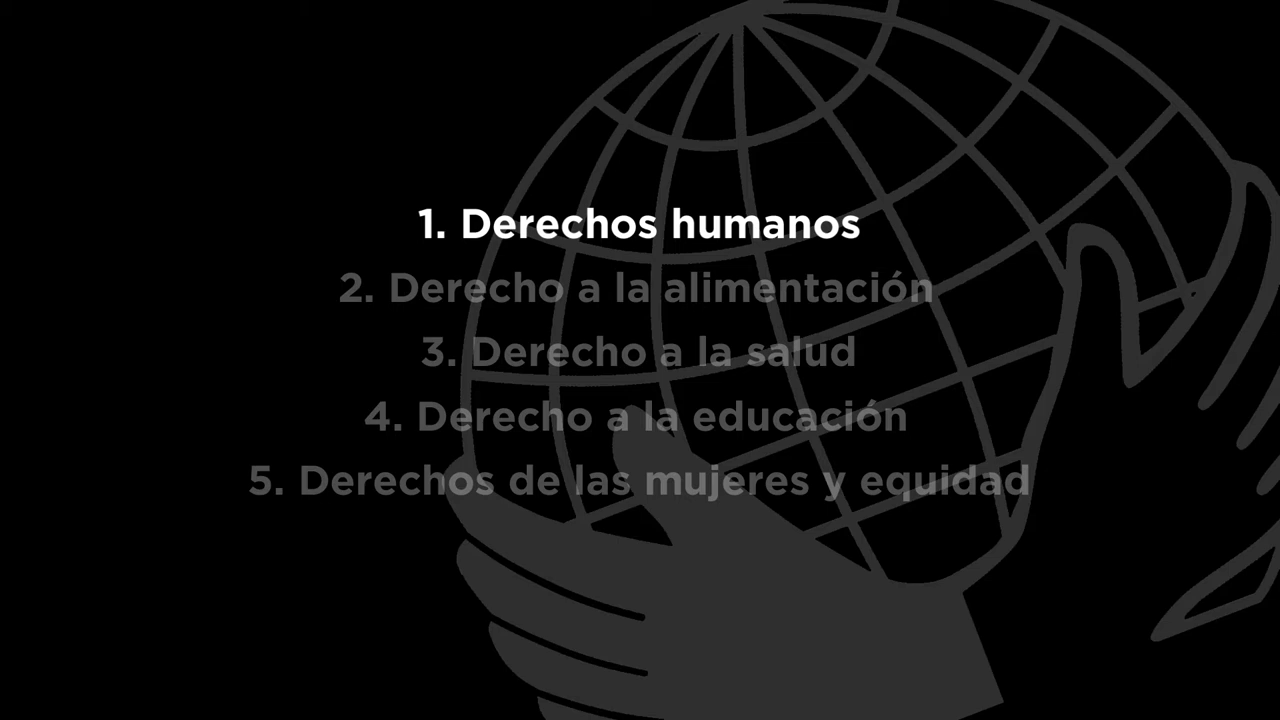 1. Derechos humanos
2. Derecho a la alimentación
3. Derecho a la salud
4. Derecho a la educación
5. Derechos de las mujeres y equidad